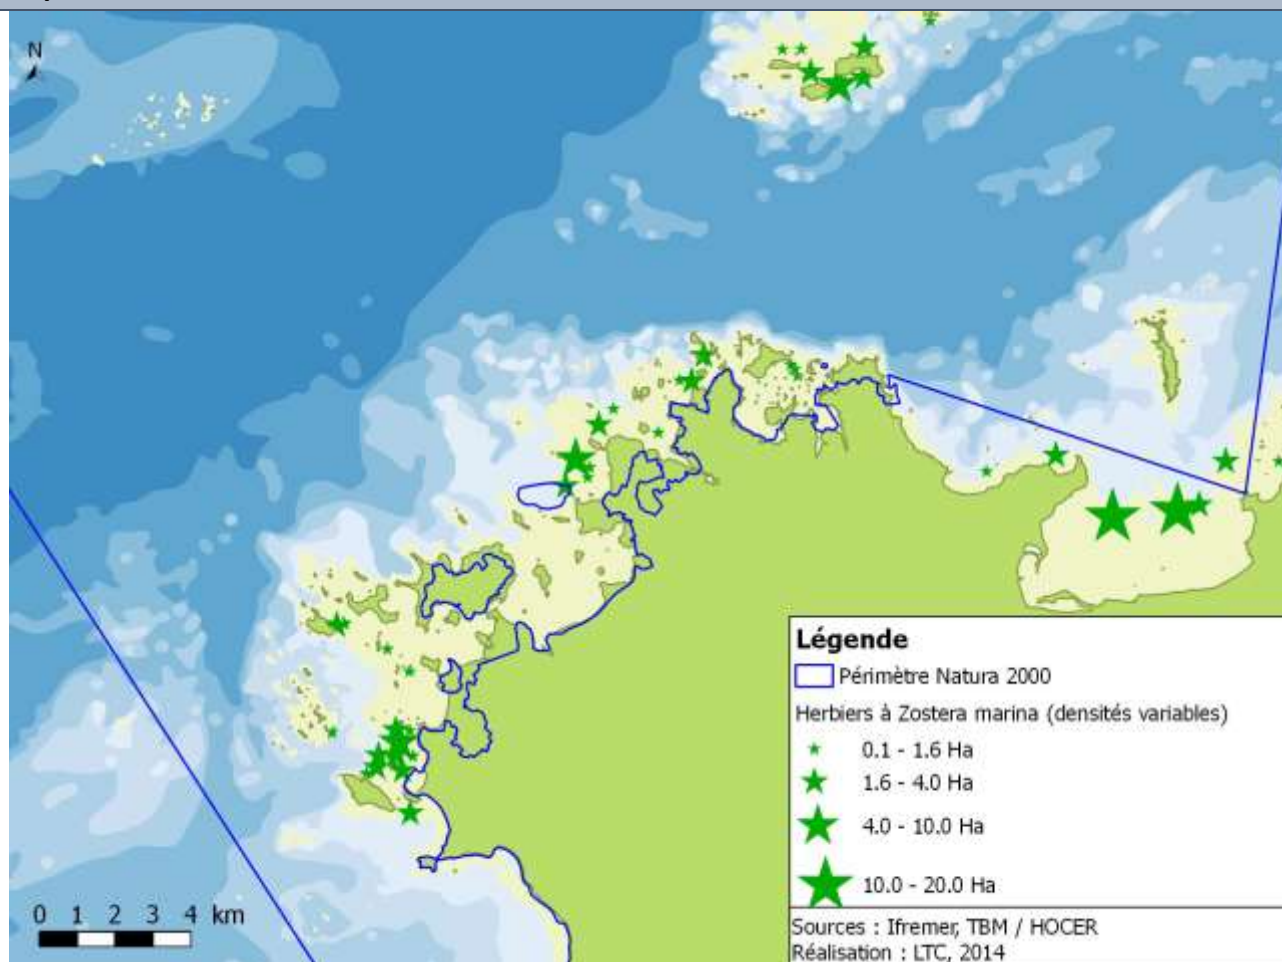 N
Légende
Périmètre Natura 2000
Herbiers à Zostera marina (densités variables)
0.1 - 1.6 Ha
1.6 - 4.0 Ha
4.0 - 10.0 Ha
10.0 - 20.0 Ha
0 1 2 3 4 km
Sources : Ifremer, TBM / HOCER
Réalisation : LTC, 2014